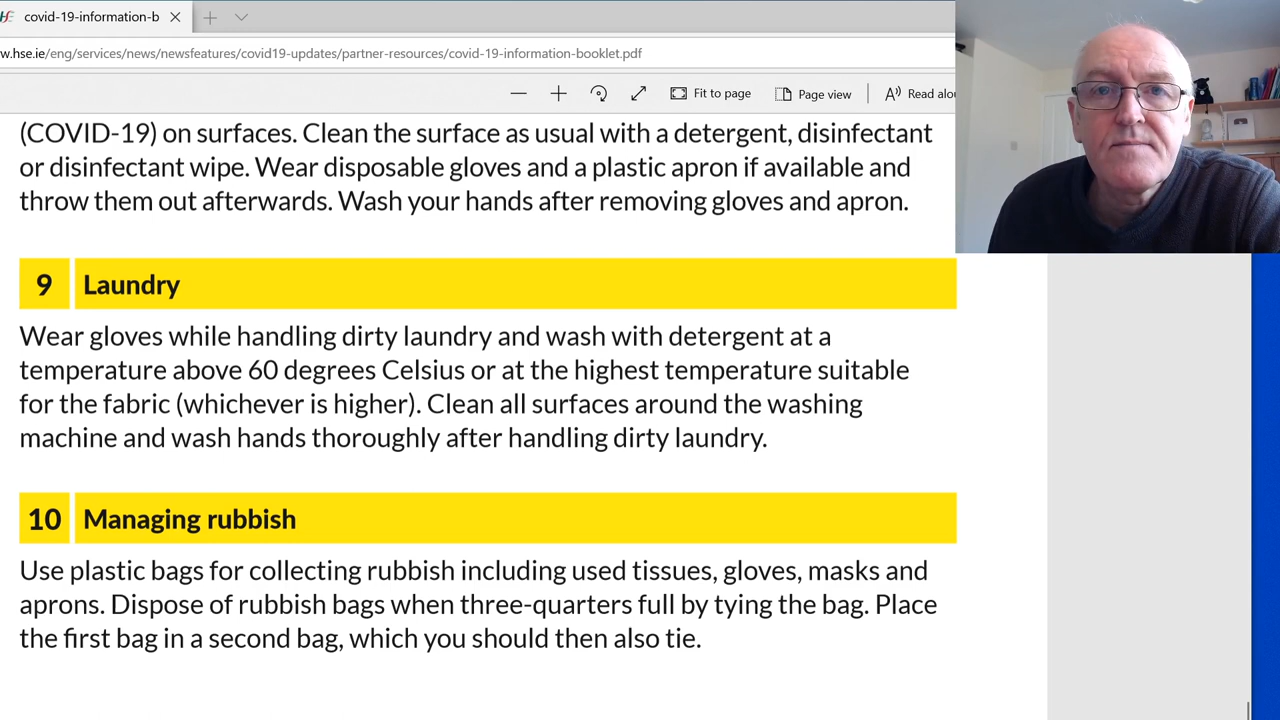 covid-19-information-b
w.hse.ie/eng/services/news/newsfeatures/covid19-updates/partner-resources/covid-19-information-booklet.pdf
Fit to page
Page view
Read alou
(COVID-19) on surfaces. Clean the surface as usual with a detergent, disinfectant
or disinfectant wipe. Wear disposable gloves and a plastic apron if available and
throw them out afterwards. Wash your hands after removing gloves and apron.
9 Laundry
Wear gloves while handling dirty laundry and wash with detergent at a
temperature above 60 degrees Celsius or at the highest temperature suitable
for the fabric (whichever is higher). Clean all surfaces around the washing
machine and wash hands thoroughly after handling dirty laundry.
10 Managing rubbish
Use plastic bags for collecting rubbish including used tissues, gloves, masks and
aprons. Dispose of rubbish bags when three-quarters full by tying the bag. Place
the first bag in a second bag, which you should then also tie.